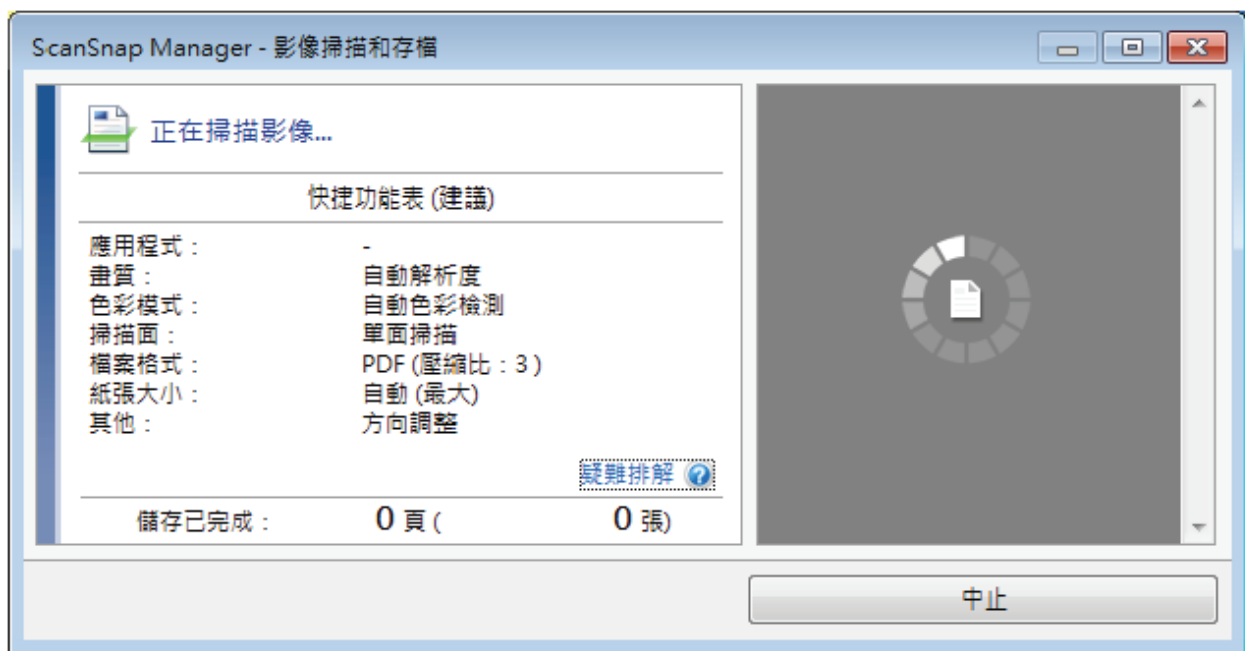 ScanSnap Manager - 影像掃描和存檔
正在掃描影像...
快捷功能表 (建議)
應用程式： -
畫質： 自動解析度
色彩模式： 自動色彩檢測
掃描面： 單面掃描
檔案格式： PDF (壓縮比：3 )
紙張大小： 自動 (最大)
其他： 方向調整
疑難排解 ?
儲存已完成： 0 頁 ( 0 張)
中止